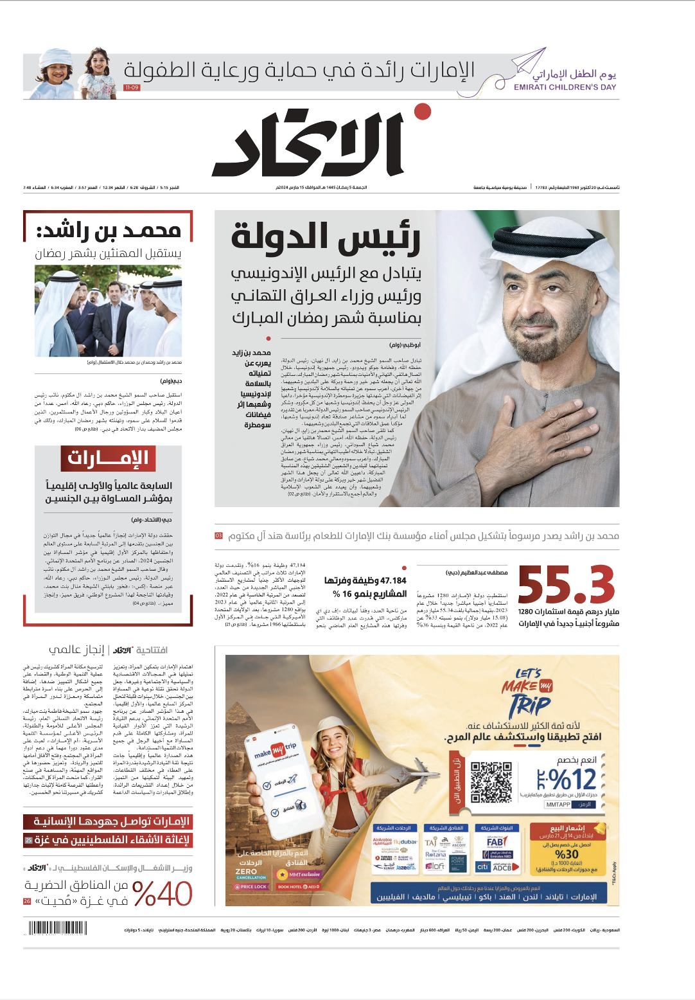 يوم الطفل الإماراتي
EMIRATI CHILDREN'S DAY
الإمارات رائدة في حماية ورعاية الطفولة
11-09
الاتحاد
تأسست في 20 أكتوبر 1969 الطبعة رقم: 17783 | صحيفة يومية سياسية جامعة
الجمعة 5 رمضان 1445 هـ الموافق 15 مارس 2024م
الفجر 5:15 / الشروق 6:28 / الظهر 12:34 / العصر 3:57 / المغرب 6:34 / العشاء 7:48
رئيس الدولة
يتبادل مع الرئيس الإندونيسي
ورئيس وزراء العراق التهاني
بمناسبة شهر رمضان المبارك
أبوظبي (وام)
تبادل صاحب السمو الشيخ محمد بن زايد آل نهيان، رئيس الدولة،
حفظه الله، وفخامة جوكو ويدودو، رئيس جمهورية إندونيسيا، خلال
اتصال هاتفي، التهاني والأمنيات بمناسبة شهر رمضان المبارك، سائلين
الله تعالى أن يجعله شهر خير ورحمة وبركة على البلدين وشعبيهما.
من جهة أخرى، أعرب سموه عن تمنياته بالسلامة لإندونيسيا وشعبها
إثر الفيضانات التي شهدتها جزيرة سومطرة الإندونيسية مؤخراً، داعياً
المولى عز وجل أن يحفظ إندونيسيا وشعبها من كل مكروه، وشكر
الرئيس الإندونيسي صاحب السمو رئيس الدولة، معرباً عن تقديره
لما أبداه سموه من مشاعر صادقة تجاه إندونيسيا وشعبها،
مؤكداً عمق العلاقات التي تجمع البلدين وشعبيهما.
كما تلقى صاحب السمو الشيخ محمد بن زايد آل نهيان،
رئيس الدولة، حفظه الله، أمس، اتصالاً هاتفياً من معالي
محمد شياع السوداني، رئيس وزراء جمهورية العراق
الشقيق، تبادلا خلاله أطيب التهاني بمناسبة شهر رمضان
المبارك. وأعرب سموه ومعالي محمد شياع، عن صادق
تمنياتهما للبلدين والشعبين الشقيقين بهذه المناسبة
المباركة، داعيين الله تعالى أن يجعل هذا الشهر
الفضيل شهر خير وبركة على دولة الإمارات والعراق
وشعبيهما، وأن يعيده على الشعوب الإسلامية
والعالم أجمع بالاستقرار والأمان. (طالع ص 02)
محمد بن زايد
يعرب عن
تمنياته
بالسلامة
لإندونيسيا
وشعبها إثر
فيضانات
سومطرة
محمد بن راشد:
يستقبل المهنئين بشهر رمضان
محمد بن راشد وحمدان بن محمد خلال الاستقبال (وام)
دبي(وام)
استقبل صاحب السمو الشيخ محمد بن راشد آل مكتوم، نائب رئيس
الدولة، رئيس مجلس الوزراء، حاكم دبي، رعاه الله، أمس، عدداً من
أعيان البلاد وكبار المسؤولين ورجال الأعمال والمستثمرين، الذين
قدموا للسلام على سموه، وتهنئته بشهر رمضان المبارك، وذلك في
مجلس المضيف بدار الاتحاد في دبي. (طالع ص 06)
الإمـــارات
السابعة عالمياً والأولى إقليمياً
بمؤشر المساواة بين الجنسين
دبي (الاتحاد، وام)
حققت دولة الإمارات إنجازاً عالمياً جديداً في مجال التوازن
بين الجنسين بتقدمها إلى المرتبة السابعة على مستوى العالم
واحتفاظها بالمركز الأول إقليمياً في مؤشر المساواة بين
الجنسين 2024، الصادر عن برنامج الأمم المتحدة الإنمائي.
وقال صاحب السمو الشيخ محمد بن راشد آل مكتوم، نائب
رئيس الدولة، رئيس مجلس الوزراء، حاكم دبي، رعاه الله،
عبر منصة «إكس»: «فخور بابنتي الشيخة منال بنت محمد،
وقيادتها الناجحة لهذا المشروع الوطني، فريق مميز، وإنجاز
مميز». (طالع ص 04)
محمد بن راشد يصدر مرسوماً بتشكيل مجلس أمناء مؤسسة بنك الإمارات للطعام برئاسة هند آل مكتوم 03
55.3
مليار درهم قيمة استثمارات 1280
مشروعاً أجنبياً جديداً في الإمارات
مصطفى عبدالعظيم (دبي)
استقطبت دولة الإمارات 1280 مشروعاً
استثمارياً أجنبياً مباشراً جديداً خلال عام
2023، بقيمة إجمالية بلغت 55.34 مليار درهم
(15.08 مليار دولار)، بنمو نسبته 33% عن
عام 2022، من ناحية القيمة وبنسبة 36%
47.184 وظيفة وفرتها
المشاريع بنمو 16 %
من ناحية العدد، وفقاً لبيانات «إف دي أي
ماركتس»، التي قدرت عدد الوظائف التي
وفرتها هذه المشاريع العام الماضي بنحو
47,184 وظيفة بنمو 16%. وتقدمت دولة
الإمارات ثلاث مراتب في التصنيف العالمي
للوجهات الأكثر جذباً لمشاريع الاستثمار
الأجنبي المباشر الجديدة من حيث العدد،
لتصعد من المرتبة الخامسة في عام 2022،
إلى المرتبة الثانية عالمياً في عام 2023
بواقع 1280 مشروعاً، بعد الولايات المتحدة
الأميركية التي جاءت في المركز الأول
باستقطابها 1966 مشروعاً. (طالع ص 21)
افتتاحية الاتحاد | إنجاز عالمي
اهتمام الإمارات بتمكين المرأة، وتعزيز
تمثيلها في المجالات الاقتصادية
والسياسية والاجتماعية وغيرها، جعل
الدولة تحقق نقلة نوعية في المساواة
بين الجنسين، خلال سنوات قليلة لتحتل
المركز السابع عالمياً، والأول إقليمياً،
في هذا المؤشر الصادر عن برنامج
الأمم المتحدة الإنمائي، بدعم القيادة
الرشيدة التي تعزز الأدوار القيادية
للمرأة، ومشاركتها الكاملة على قدم
المساواة مع أخيها الرجل في جميع
مجالات التنمية المستدامة.
هذه الصدارة عالمياً وإقليمياً جاءت
نتيجة ثقة القيادة الرشيدة بقدرة المرأة
على العطاء في مختلف القطاعات،
وتمهيد البيئة لتمكينها من التميز،
من خلال إعداد التشريعات الرائدة،
وإطلاق المبادرات والسياسات الداعمة
لترسيخ مكانة المرأة كشريك رئيس في
عملية التنمية الوطنية، والقضاء على
جميع أشكال التمييز ضدها، إضافة
إلى الحرص على بناء أسرة مترابطة
متماسكة ومعززة لدور المرأة في
المجتمع.
جهود سمو الشيخة فاطمة بنت مبارك،
رئيسة الاتحاد النسائي العام، رئيسة
المجلس الأعلى للأمومة والطفولة،
الرئيس الأعلى لمؤسسة التنمية
الأسرية، «أم الإمارات» لعبت على
مدى عقود دوراً مهماً في دعم أدوار
المرأة في المجتمع، وفتح الآفاق أمامها
للتميز والريادة، وتعزيز حضورها في
المواقع المهمّة، والمساهمة في صنع
القرار، كما منحت المرأة كل الممكنات،
وأعطتها الفرصة كاملة لإثبات جدارتها
كشريك في مسيرتنا نحو الخمسين.
الإمارات تواصل جهودها الإنسانية
لإغاثة الأشقاء الفلسطينيين في غزة 25
وزير الأشغال والإسكان الفلسطيني لـ «الاتحاد»
%40
من المناطق الحضرية
في غزة «مُحيت» 26
LET'S
MAKE my
TRIP
لأنه ثمة الكثير للاستكشاف عنه.
افتح تطبيقنا واستكشف عالم المرح.
انعم بخصم
%12
حجزك الأول عن طريق تطبيق ميكمايتريب!
الرمز: MMTAPP
نزّل التطبيق الآن
make my trip
الرحلات
الفنادق
إشعار البيع
ابتداءً من 14 إلى 21 مارس
احصل على خصم يصل إلى
%30
(لغاية 1000 د.إ)
مع حجوزات الرحلات والفنادق!
البنوك الشريكة
FAB
Emirates NBD
citi ADCB
الفنادق الشريكة
TAJ
THE ASCOTT
Rotana
FOUR POINTS
aloft
الرحلات الشريكة
AirArabia
flydubai
TURKISH AIRLINES
KUWAIT
Jazeera
انعم بالمزايا الخاصة على
الفنادق
الرحلات
ZERO
CANCELLATION
PRICE LOCK
MMT exclusive
BOOK HOTEL @ AED 0
انعم بالعروض والمزايا عندما مع رحلاتك حول العالم
الإمارات | تايلاند | لندن | الهند | باكو | تبيليسي | مالديف | الفيليبين
*T&Cs Apply
السعودية، ريالان الكويت، 200 فلس البحرين، 200 فلس عمان، 200 بيسة اليمن، 50 ريالا العراق، 600 دينار المغرب، درهمان مصر، 3 جنيهات لبنان، 1000 ليرة الأردن، 200 فلس سوريا، 10 ليرات باكستان، 20 روبية المملكة المتحدة، جنيه استرليني تايلاند، 5 دولارات